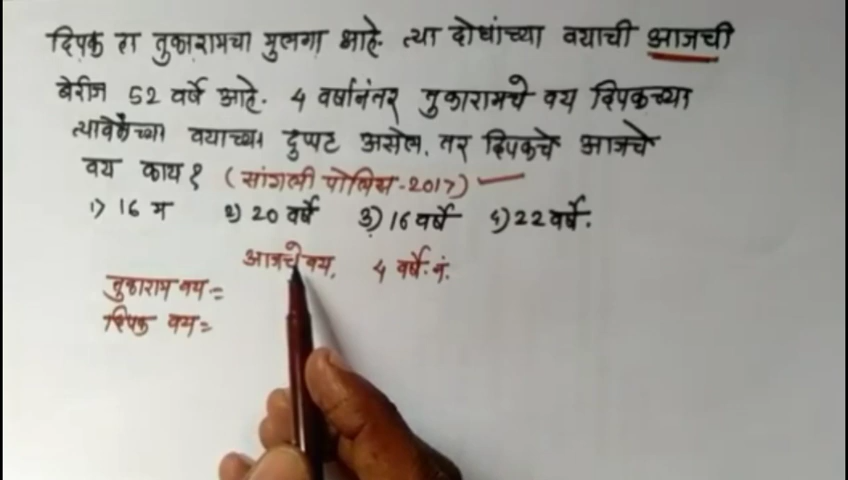 दिपक हा तुकारामचा मुलगा आहे. त्या दोघांच्या वयाची आजची
बेरीज 52 वर्षे आहे. 4 वर्षानंतर तुकारामचे वय दिपकच्या
त्यावेळेच्या वयाच्या दुप्पट असेल. तर दिपकचे आजचे
वय काय? (सांगली पोलिस-2017)
1) 16 म 2) 20 वर्षे 3) 16 वर्षे 4) 22 वर्षे.
आजचे वय, 4 वर्षे. नं.
तुकाराम वय =
दिपक वय =